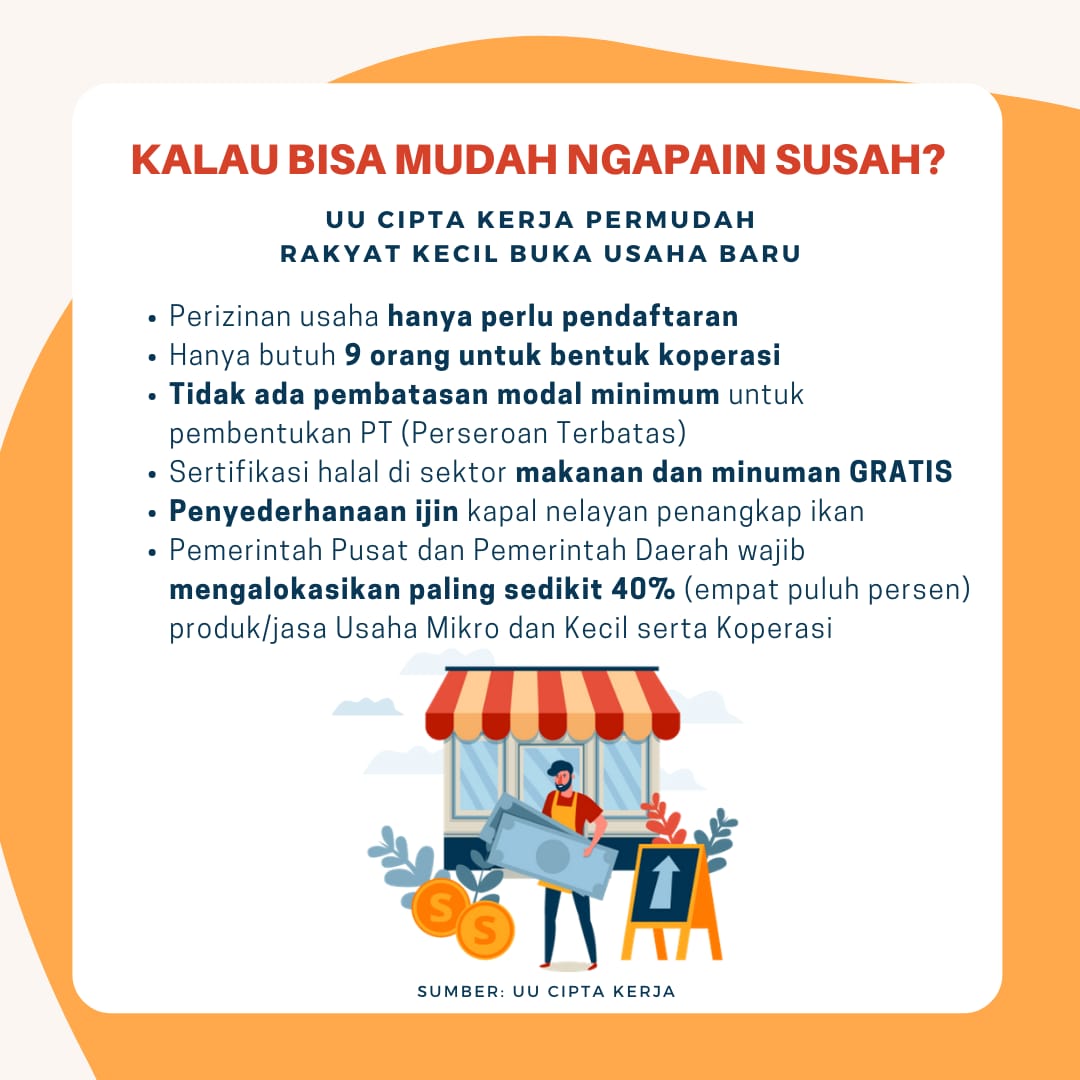 KALAU BISA MUDAH NGAPAIN SUSAH?
UU CIPTA KERJA PERMUDAH
RAKYAT KECIL BUKA USAHA BARU
• Perizinan usaha hanya perlu pendaftaran
• Hanya butuh 9 orang untuk bentuk koperasi
• Tidak ada pembatasan modal minimum untuk
pembentukan PT (Perseroan Terbatas)
• Sertifikasi halal di sektor makanan dan minuman GRATIS
• Penyederhanaan ijin kapal nelayan penangkap ikan
• Pemerintah Pusat dan Pemerintah Daerah wajib
mengalokasikan paling sedikit 40% (empat puluh persen)
produk/jasa Usaha Mikro dan Kecil serta Koperasi
S
S
SUMBER: UU CIPTA KERJA